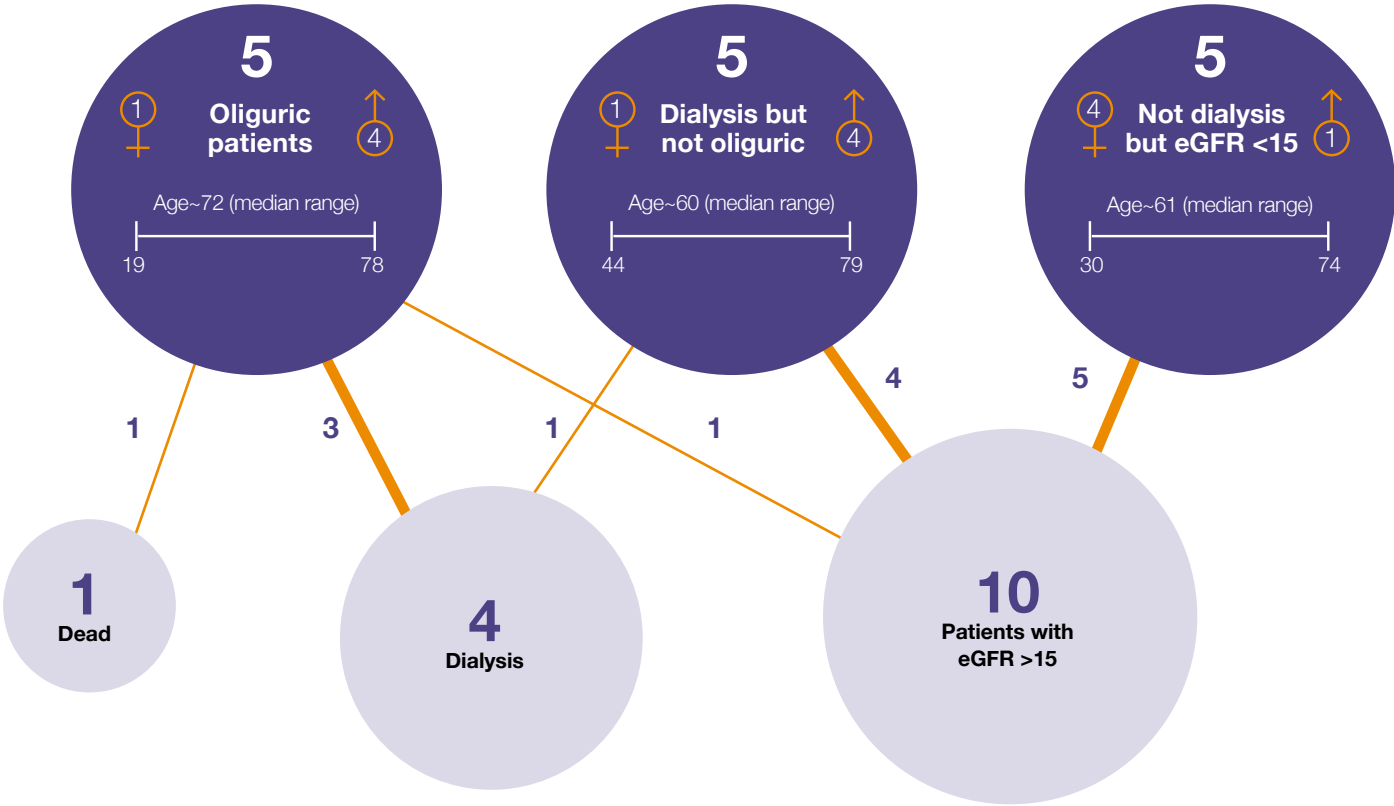 5
1
Oliguric
patients
4
Age~72 (median range)
19
78
5
1
Dialysis but
not oliguric
4
Age~60 (median range)
44
79
5
4
Not dialysis
but eGFR <15
1
Age~61 (median range)
30
74
1
3
1
1
4
5
1
Dead
4
Dialysis
10
Patients with
eGFR >15